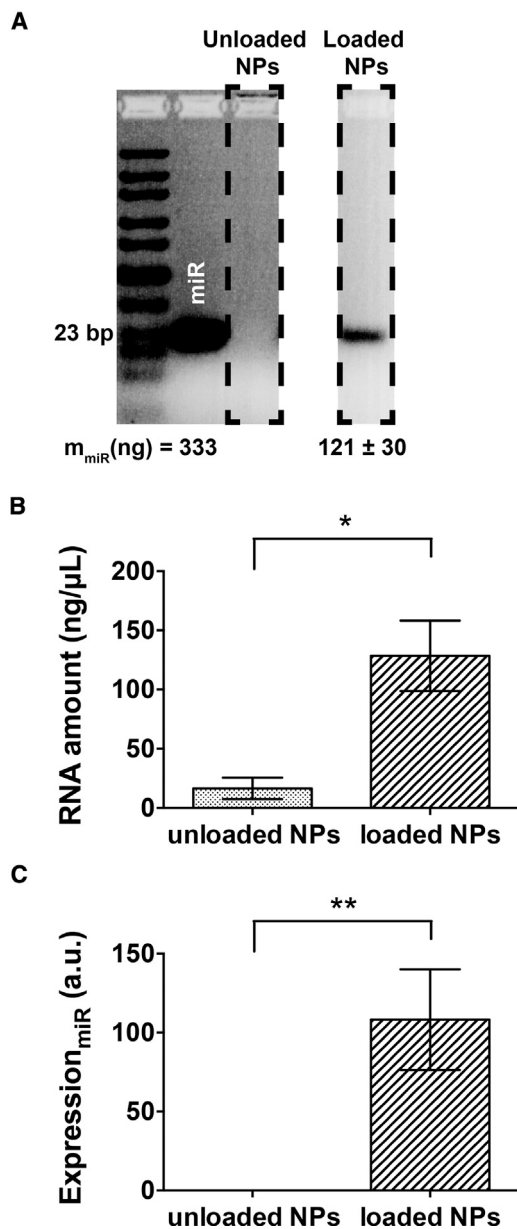 A
Unloaded NPs
Loaded NPs
miR
23 bp
m_miR(ng) = 333
121 ± 30
B
*
RNA amount (ng/µL)
200
150
100
50
0
unloaded NPs
loaded NPs
C
**
Expression_miR (a.u.)
150
100
50
0
unloaded NPs
loaded NPs